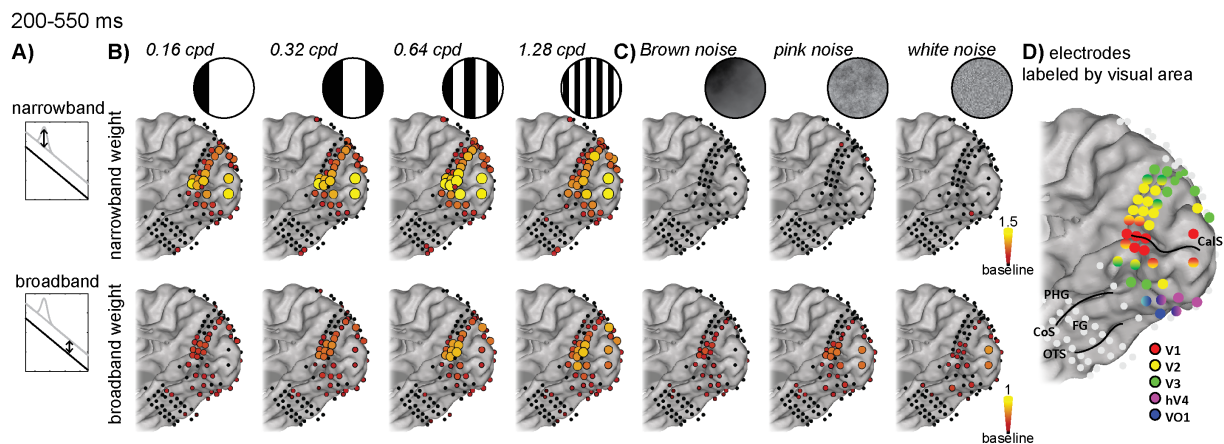 200-550 ms
A)
B)
0.16 cpd
0.32 cpd
0.64 cpd
1.28 cpd
C)
Brown noise
pink noise
white noise
D) electrodes
labeled by visual area
narrowband
narrowband weight
1.5
baseline
broadband
broadband weight
1
baseline
CalS
PHG
CoS
FG
OTS
V1
V2
V3
hV4
VO1